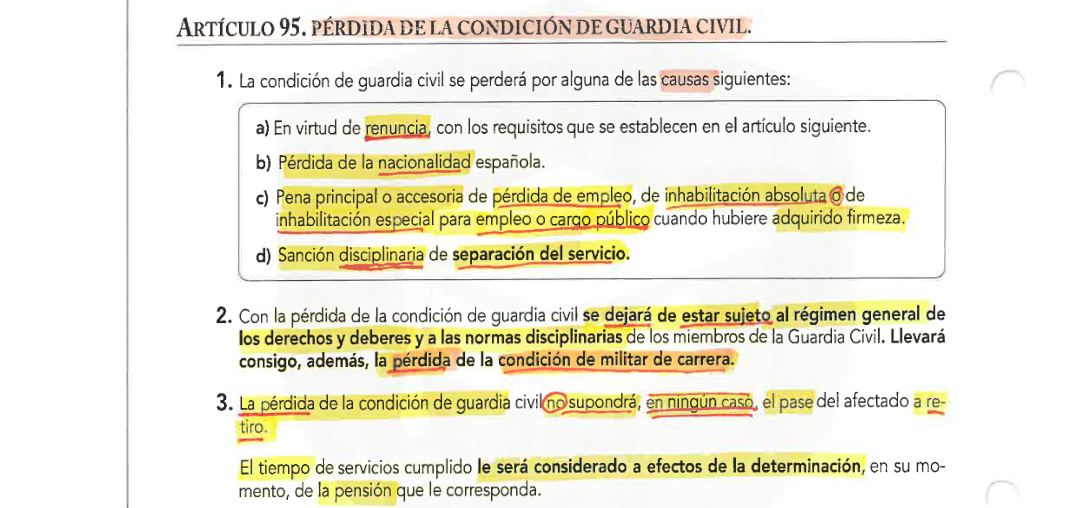 ARTÍCULO 95. PÉRDIDA DE LA CONDICIÓN DE GUARDIA CIVIL.
1. La condición de guardia civil se perderá por alguna de las causas siguientes:
a) En virtud de renuncia, con los requisitos que se establecen en el artículo siguiente.
b) Pérdida de la nacionalidad española.
c) Pena principal o accesoria de pérdida de empleo, de inhabilitación absoluta o de
inhabilitación especial para empleo o cargo público cuando hubiere adquirido firmeza.
d) Sanción disciplinaria de separación del servicio.
2. Con la pérdida de la condición de guardia civil se dejará de estar sujeto al régimen general de
los derechos y deberes y a las normas disciplinarias de los miembros de la Guardia Civil. Llevará
consigo, además, la pérdida de la condición de militar de carrera.
3. La pérdida de la condición de guardia civil no supondrá, en ningún caso, el pase del afectado a re-
tiro.
El tiempo de servicios cumplido le será considerado a efectos de la determinación, en su mo-
mento, de la pensión que le corresponda.